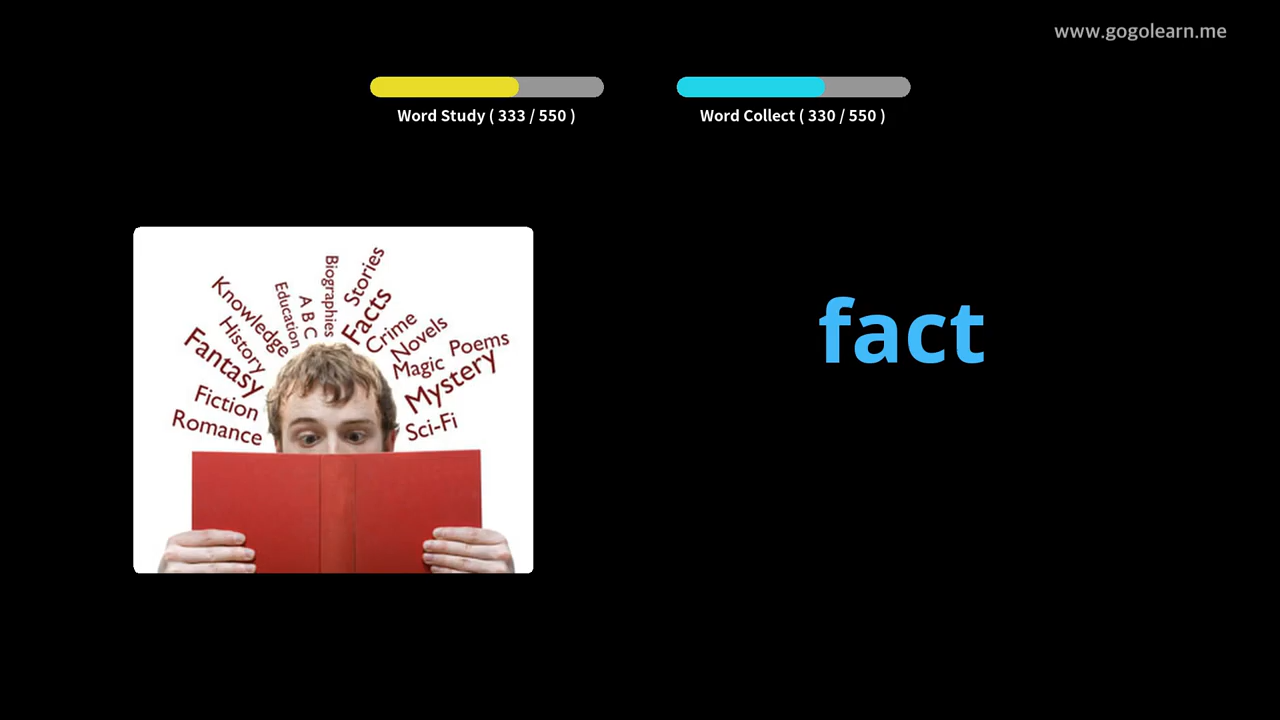 www.gogolearn.me
Word Study ( 333 / 550 )
Word Collect ( 330 / 550 )
fact
Romance
Fiction
Fantasy
History
Knowledge
Education
A B C
Biographies
Stories
Facts
Crime
Novels
Magic
Poems
Mystery
Sci-Fi